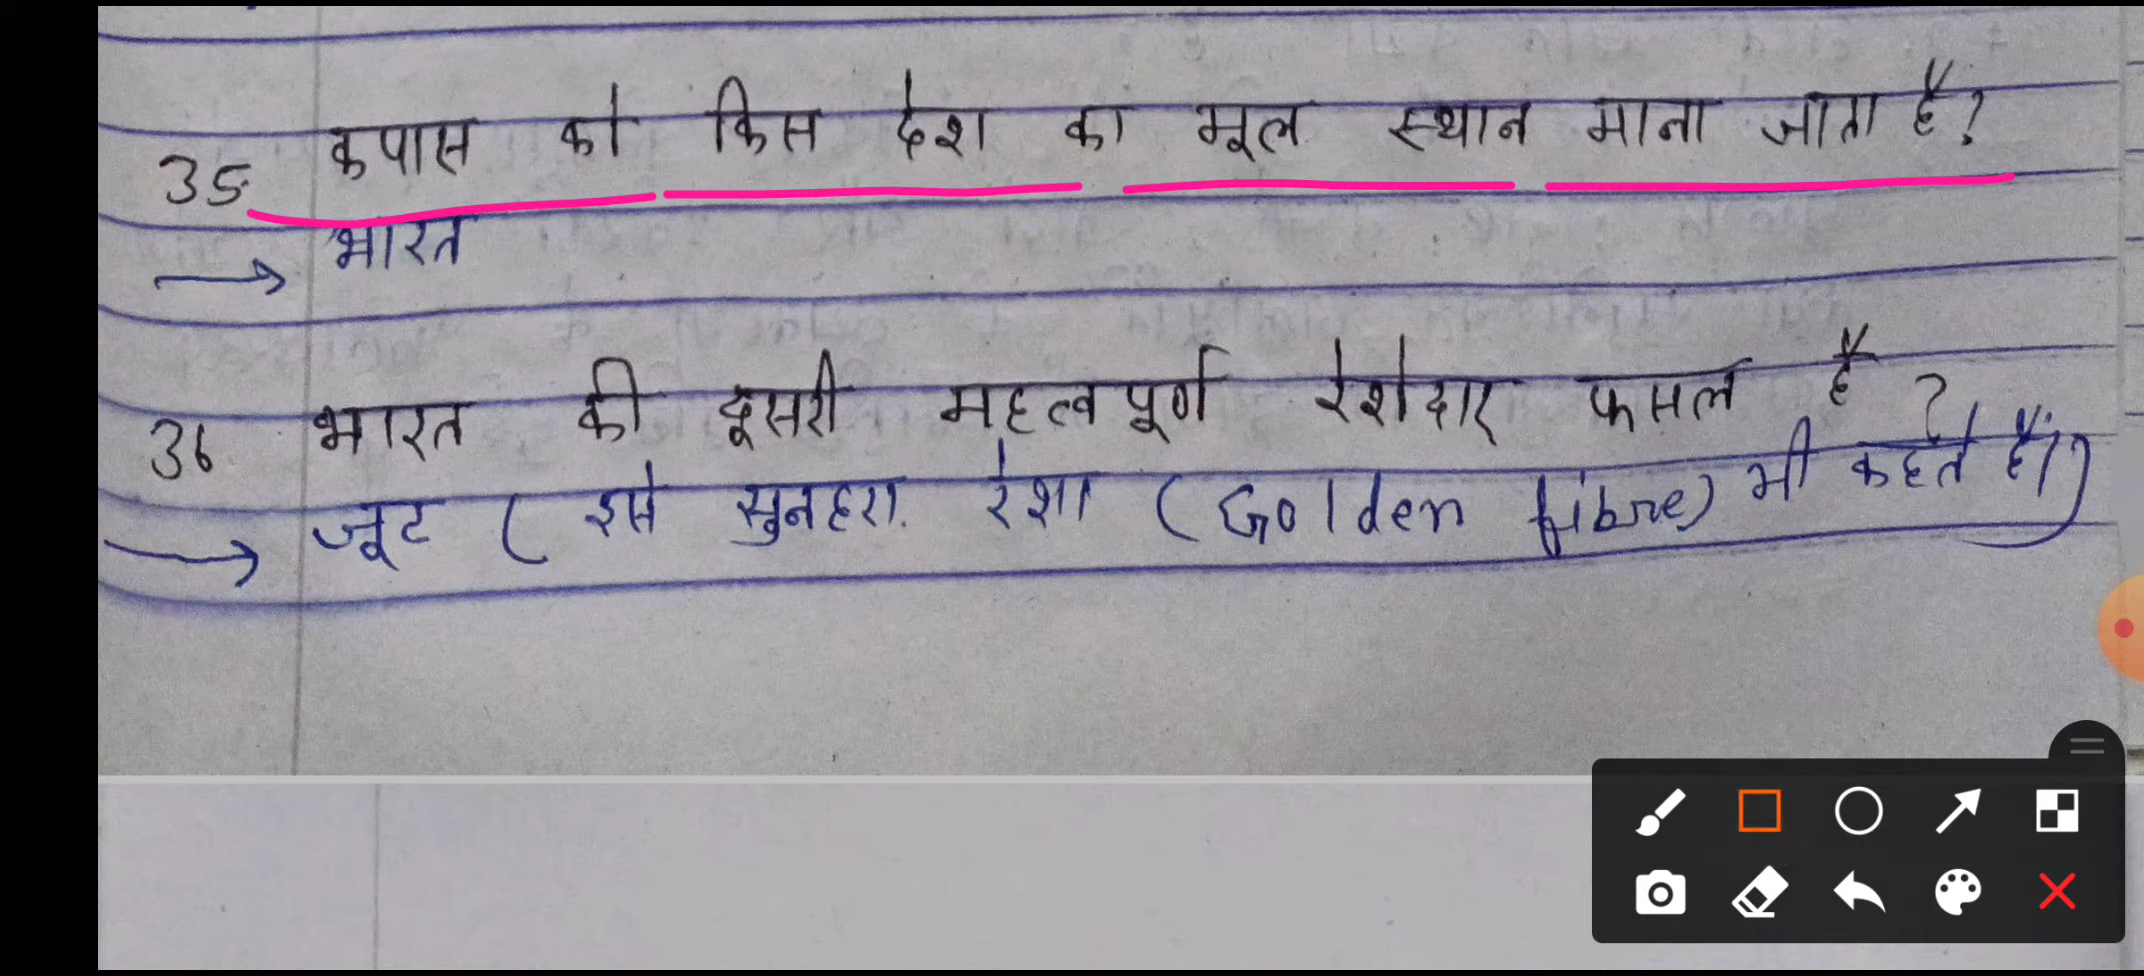 35 कपास को किस देश का मूल स्थान माना जाता है?
→ भारत
36 भारत की दूसरी महत्वपूर्ण रेशेदार फसल है ?
→ जूट ( इसे सुनहरा रेशा (Golden fibre) भी कहते हैं।)